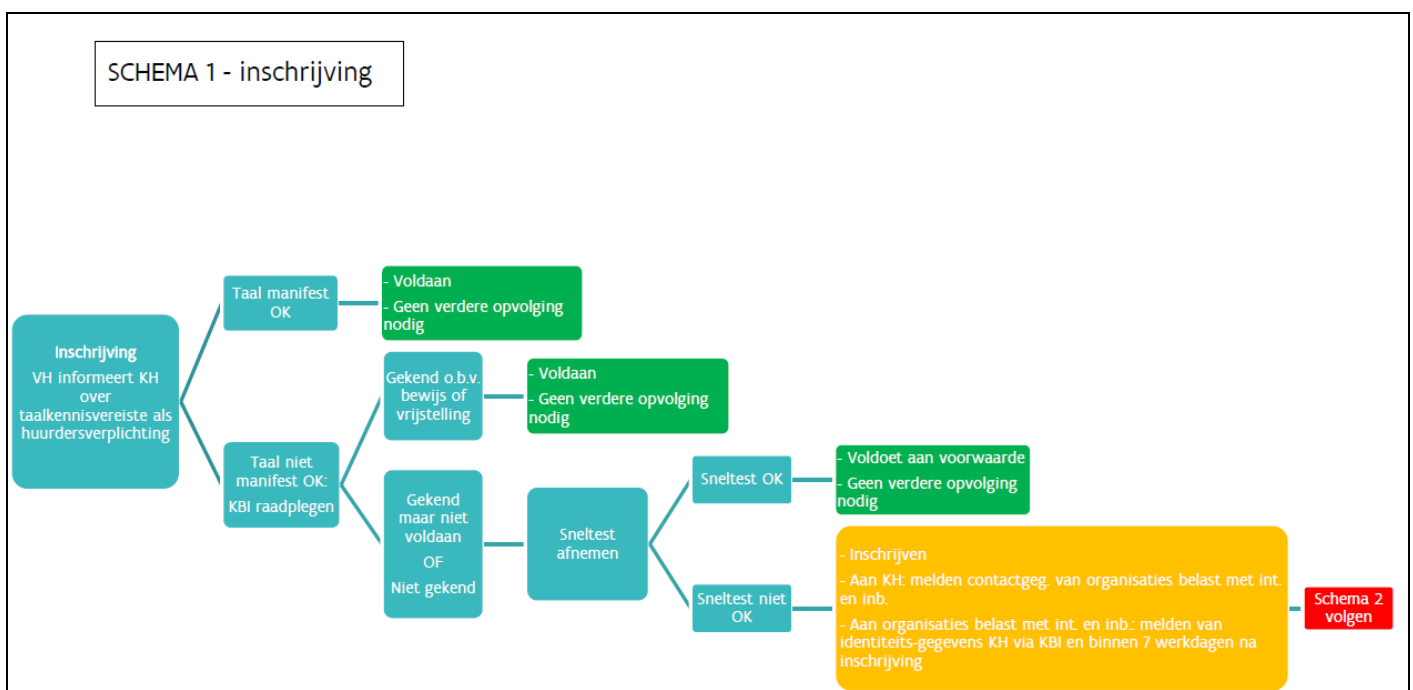 SCHEMA 1 - inschrijving
Inschrijving
VH informeert KH
over
taalkennisvereiste als
huurdersverplichting
Taal manifest
OK
- Voldaan
- Geen verdere opvolging
nodig
Taal niet
manifest OK:
KBI raadplegen
Gekend o.b.v.
bewijs of
vrijstelling
- Voldaan
- Geen verdere opvolging
nodig
Gekend
maar niet
voldaan
OF
Niet gekend
Sneltest
afnemen
Sneltest OK
- Voldoet aan voorwaarde
- Geen verdere opvolging
nodig
Sneltest niet
OK
- Inschrijven
- Aan KH: melden contactgeg. van organisaties belast met int.
en inb.
- Aan organisaties belast met int. en inb.: melden van
identiteits-gegevens KH via KBI en binnen 7 werkdagen na
inschrijving
Schema 2
volgen